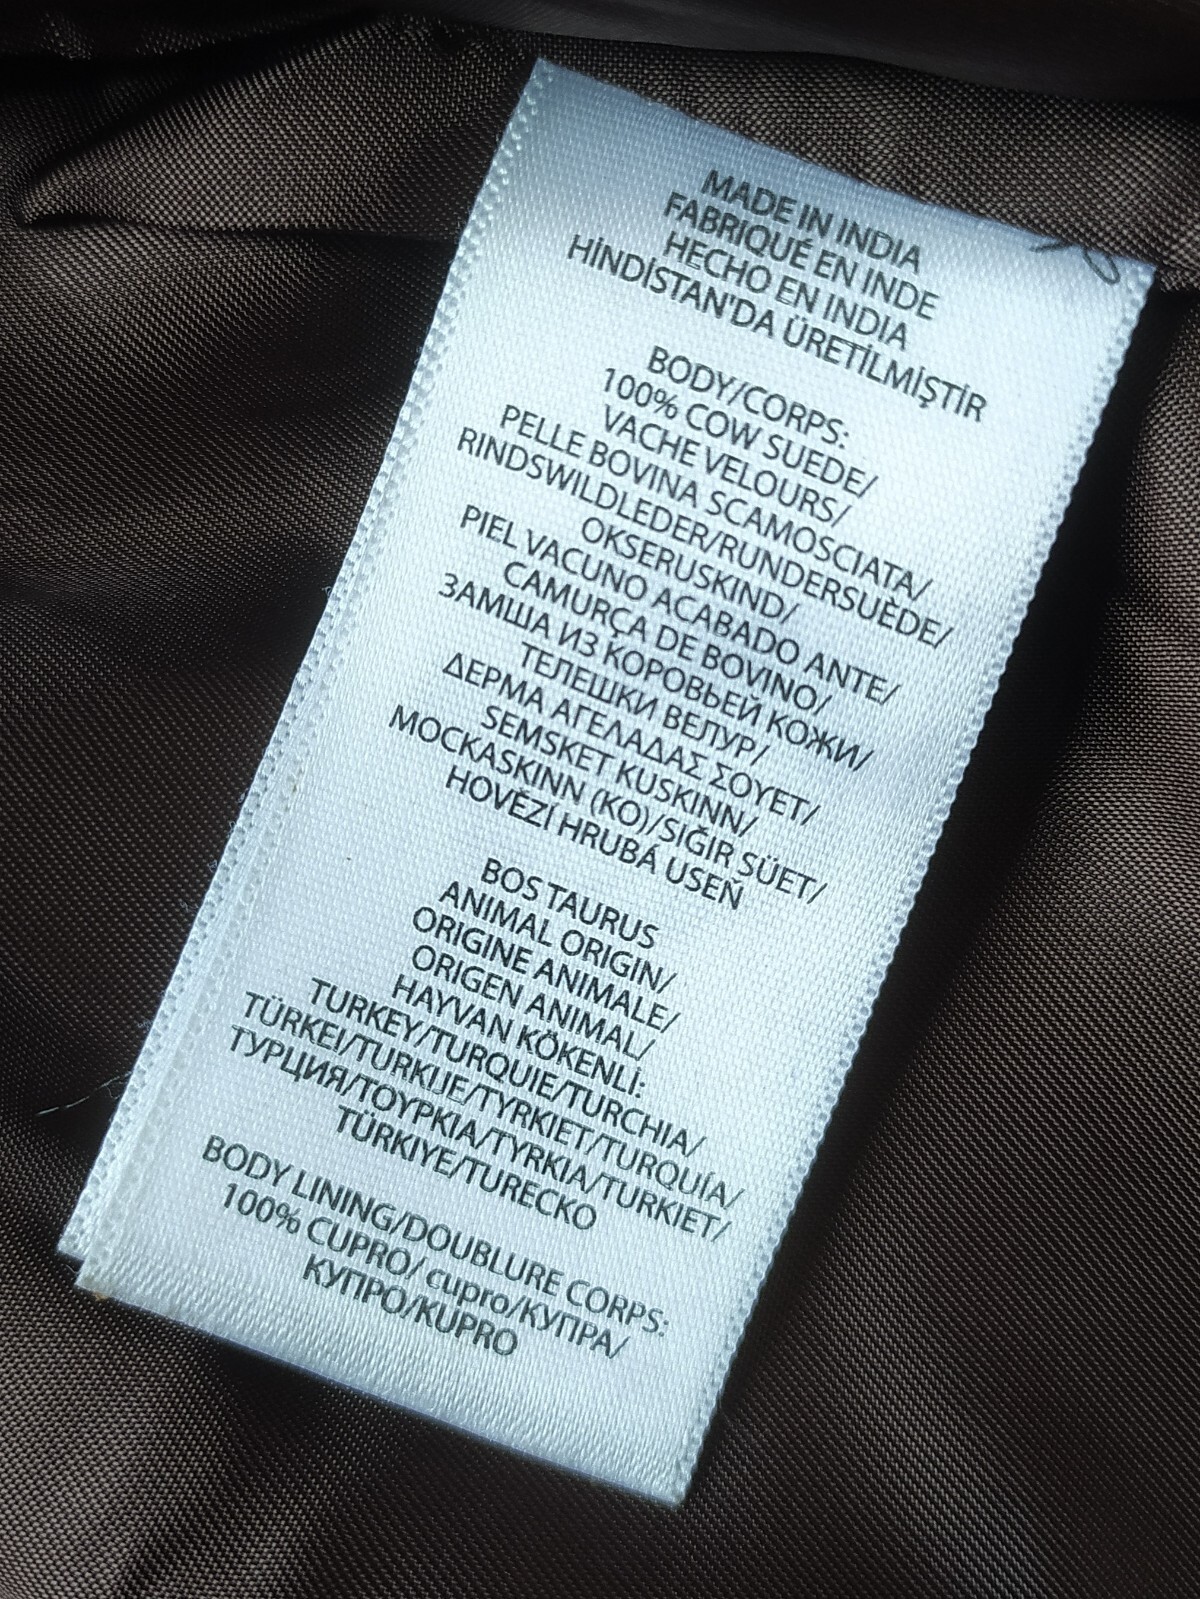 MADE IN INDIA
FABRIQUÉ EN INDE
HECHO EN INDIA
HİNDİSTAN'DA ÜRETİLMİŞTİR
BODY/CORPS:
100% COW SUEDE/
VACHE VELOURS/
PELLE BOVINA SCAMOSCIATA/
RINDSWILDLEDER/RUNDERSUÈDE/
OKSERUSKIND/
PIEL VACUNO ACABADO ANTE/
CAMURÇA DE BOVINO/
ЗАМША ИЗ КОРОВЬЕЙ КОЖИ/
ТЕЛЕШКИ ВЕЛУР/
ΔΕΡΜΑ ΑΓΕΛΑΔΑΣ ΣΟΥΕΤ/
SEMSKET KUSKINN/
MOCKASKINN (KO)/SIĞIR SÜET/
HOVĚZÍ HRUBÁ USEŇ
BOS TAURUS
ANIMAL ORIGIN/
ORIGINE ANIMALE/
ORIGEN ANIMAL/
HAYVAN KÖKENLİ:
TURKEY/TURQUIE/TURCHIA/
TÜRKEI/TURKIJE/TYRKIET/TURQUÍA/
ТУРЦИЯ/ΤΟΥΡΚΙΑ/TYRKIA/TURKIET/
TÜRKIYE/TURECKO
BODY LINING/DOUBLURE CORPS:
100% CUPRO/ cupro/КУПРА/
КУПРО/KUPRO